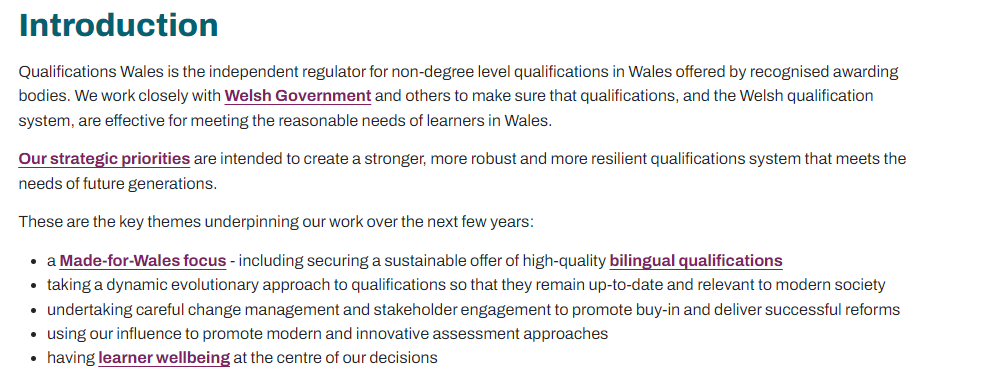 Introduction
Qualifications Wales is the independent regulator for non-degree level qualifications in Wales offered by recognised awarding
bodies. We work closely with Welsh Government and others to make sure that qualifications, and the Welsh qualification
system, are effective for meeting the reasonable needs of learners in Wales.
Our strategic priorities are intended to create a stronger, more robust and more resilient qualifications system that meets the
needs of future generations.
These are the key themes underpinning our work over the next few years:
• a Made-for-Wales focus - including securing a sustainable offer of high-quality bilingual qualifications
• taking a dynamic evolutionary approach to qualifications so that they remain up-to-date and relevant to modern society
• undertaking careful change management and stakeholder engagement to promote buy-in and deliver successful reforms
• using our influence to promote modern and innovative assessment approaches
• having learner wellbeing at the centre of our decisions